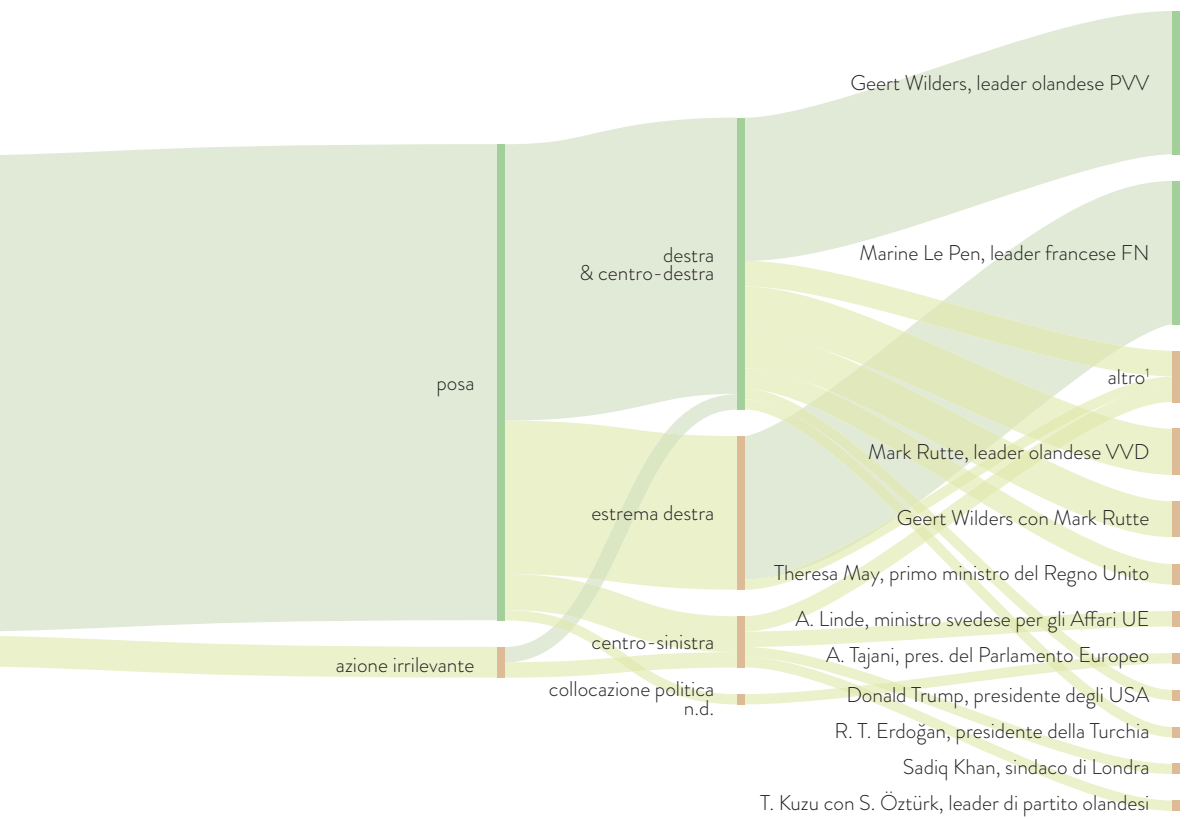 posa
azione irrilevante
destra
& centro-destra
estrema destra
centro-sinistra
collocazione politica
n.d.
Geert Wilders, leader olandese PVV
Marine Le Pen, leader francese FN
altro¹
Mark Rutte, leader olandese VVD
Geert Wilders con Mark Rutte
Theresa May, primo ministro del Regno Unito
A. Linde, ministro svedese per gli Affari UE
A. Tajani, pres. del Parlamento Europeo
Donald Trump, presidente degli USA
R. T. Erdoğan, presidente della Turchia
Sadiq Khan, sindaco di Londra
T. Kuzu con S. Öztürk, leader di partito olandesi